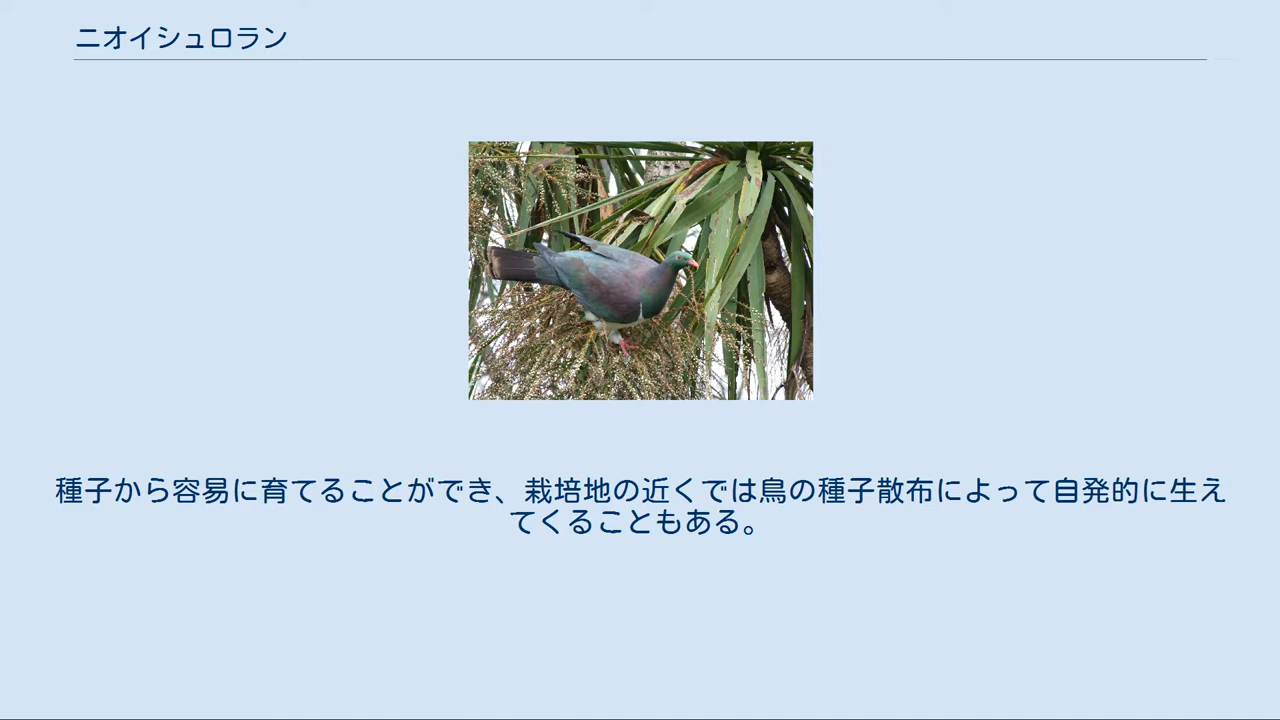 ニオイシュロラン
種子から容易に育てることができ、栽培地の近くでは鳥の種子散布によって自発的に生え
てくることもある。